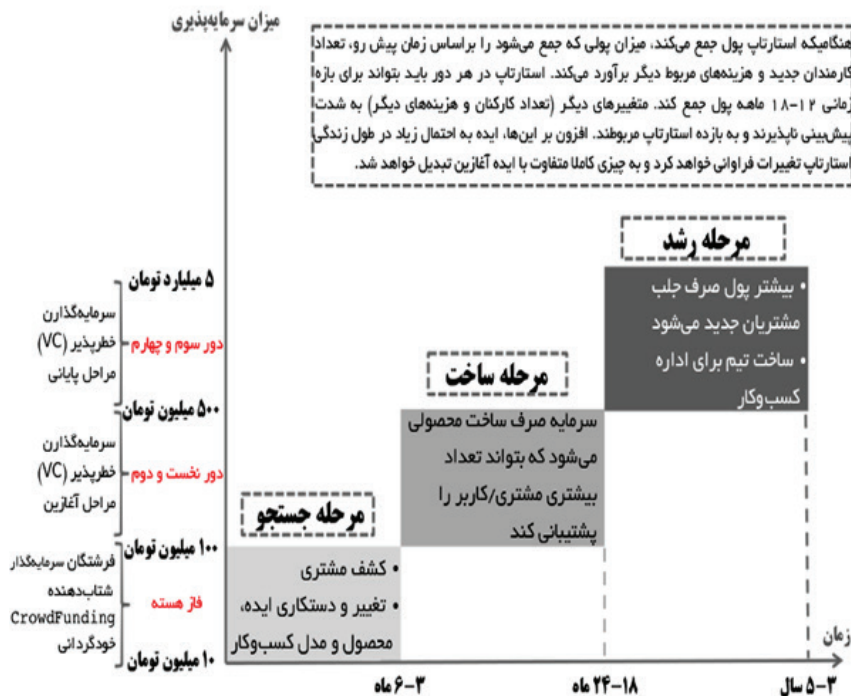 میزان سرمایه‌پذیری
هنگامیکه استارتاپ پول جمع می‌کند، میزان پولی که جمع می‌شود را براساس زمان پیش رو، تعداد
کارمندان جدید و هزینه‌های مربوط دیگر برآورد می‌کند. استارتاپ در هر دور باید بتواند برای بازه
زمانی ۱۲-۱۸ ماهه پول جمع کند. متغییرهای دیگر (تعداد کارکنان و هزینه‌های دیگر) به شدت
پیش‌بینی ناپذیرند و به بازده استارتاپ مربوطند. افزون بر این‌ها، ایده به احتمال زیاد در طول زندگی
استارتاپ تغییرات فراوانی خواهد کرد و به چیزی کاملا متفاوت با ایده آغازین تبدیل خواهد شد.
مرحله رشد
• بیشتر پول صرف جلب
مشتریان جدید می‌شود
• ساخت تیم برای اداره
کسب‌وکار
۵ میلیارد تومان
دور سوم و چهارم
سرمایه‌گذارن
خطرپذیر (VC)
مراحل پایانی
مرحله ساخت
سرمایه صرف ساخت محصولی
می‌شود که بتواند تعداد
بیشتری مشتری/کاربر را
پشتیبانی کند
۵۰۰ میلیون تومان
دور نخست و دوم
سرمایه‌گذارن
خطرپذیر (VC)
مراحل آغازین
مرحله جستجو
• کشف مشتری
• تغییر و دستکاری ایده،
محصول و مدل کسب‌وکار
۱۰۰ میلیون تومان
فاز هسته
فرشتگان سرمایه‌گذار
شتاب‌دهنده
CrowdFunding
خودگردانی
۱۰ میلیون تومان
زمان
۳-۶ ماه
۱۸-۲۴ ماه
۳-۵ سال